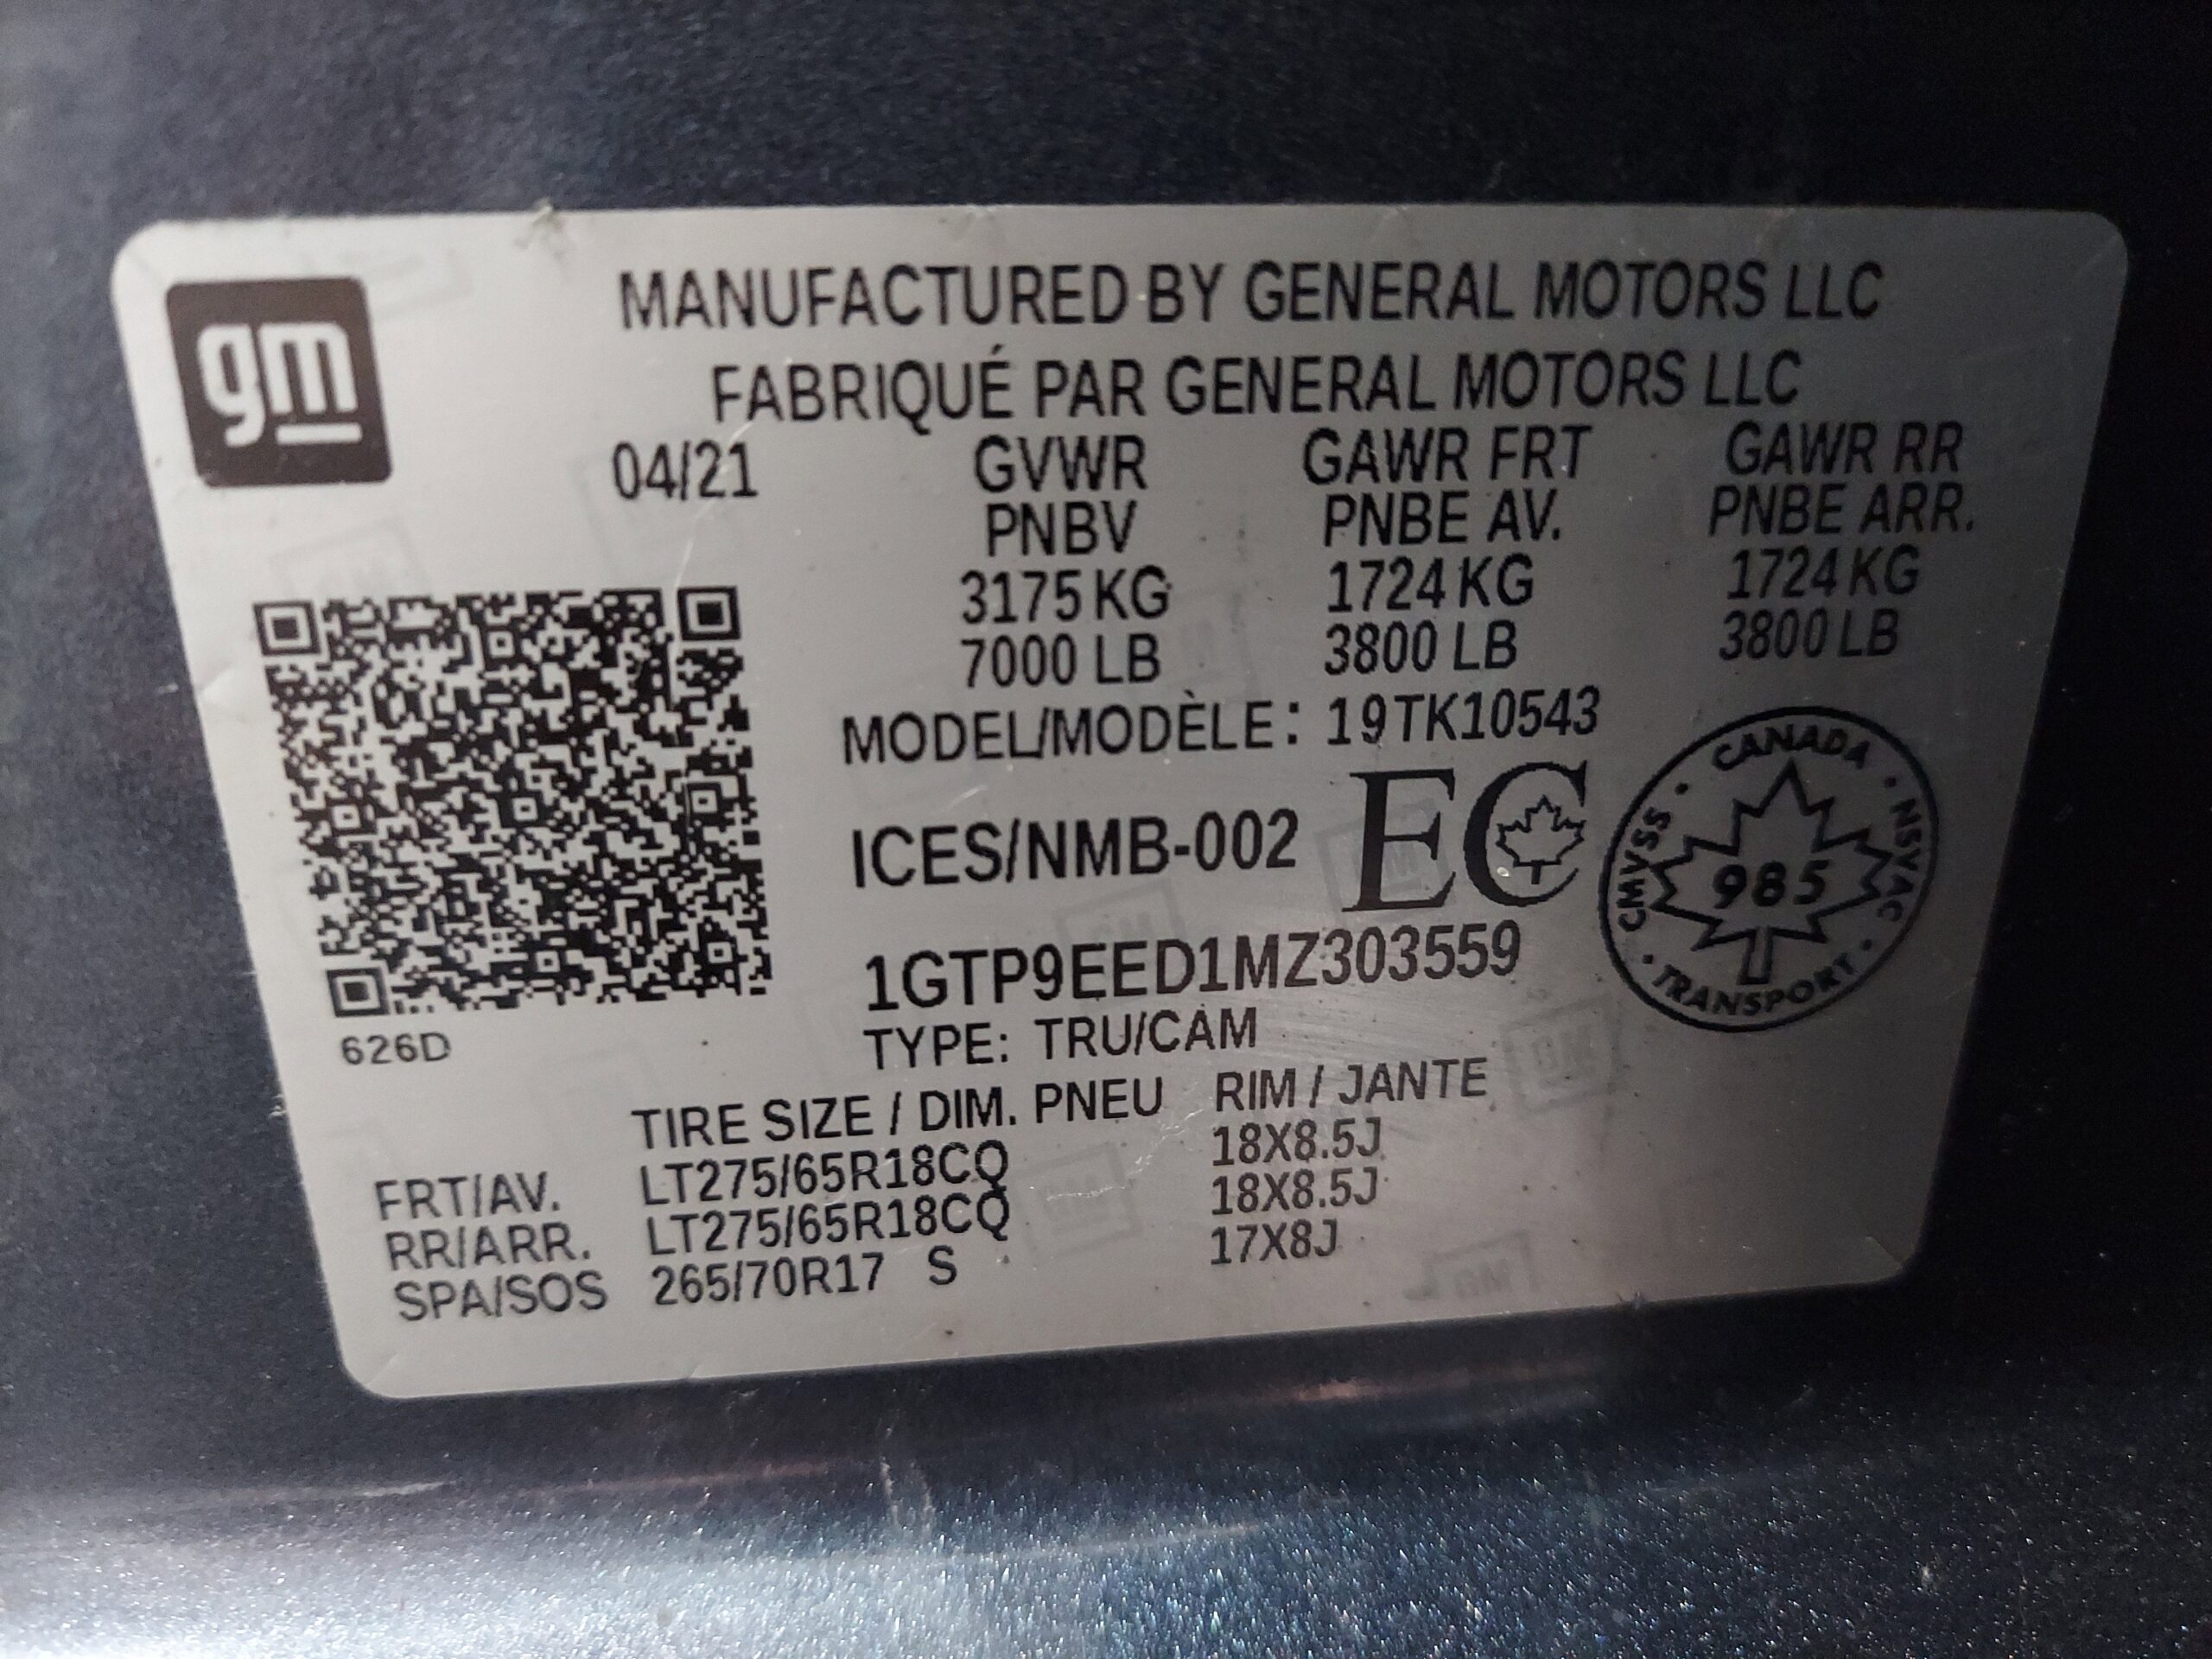 gm
MANUFACTURED BY GENERAL MOTORS LLC
FABRIQUÉ PAR GENERAL MOTORS LLC
04/21 GVWR GAWR FRT GAWR RR
PNBV PNBE AV. PNBE ARR.
3175 KG 1724 KG 1724 KG
7000 LB 3800 LB 3800 LB
MODEL/MODÈLE: 19TK10543
ICES/NMB-002 EC
CANADA · NSVAC · TRANSPORT · CMVSS ·
985
1GTP9EED1MZ303559
626D
TYPE: TRU/CAM
TIRE SIZE / DIM. PNEU RIM / JANTE
FRT/AV. LT275/65R18CQ 18X8.5J
RR/ARR. LT275/65R18CQ 18X8.5J
SPA/SOS 265/70R17 S 17X8J